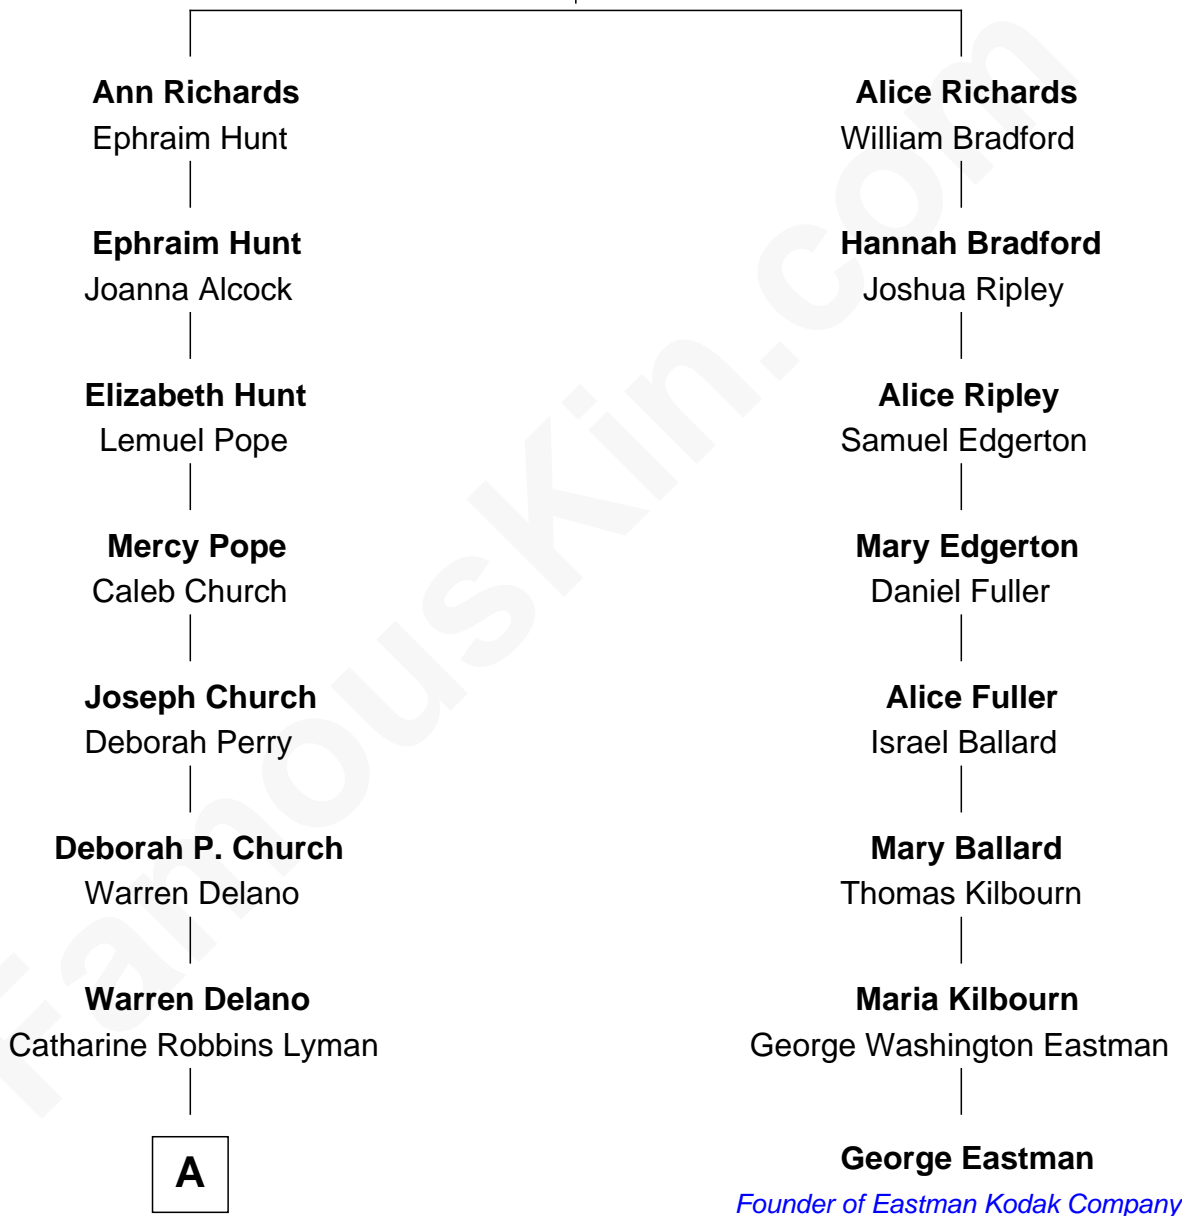 Ann Richards
Ephraim Hunt
Ephraim Hunt
Joanna Alcock
Elizabeth Hunt
Lemuel Pope
Mercy Pope
Caleb Church
Joseph Church
Deborah Perry
Deborah P. Church
Warren Delano
Warren Delano
Catharine Robbins Lyman
A
Alice Richards
William Bradford
Hannah Bradford
Joshua Ripley
Alice Ripley
Samuel Edgerton
Mary Edgerton
Daniel Fuller
Alice Fuller
Israel Ballard
Mary Ballard
Thomas Kilbourn
Maria Kilbourn
George Washington Eastman
George Eastman
Founder of Eastman Kodak Company
FamousKin.com